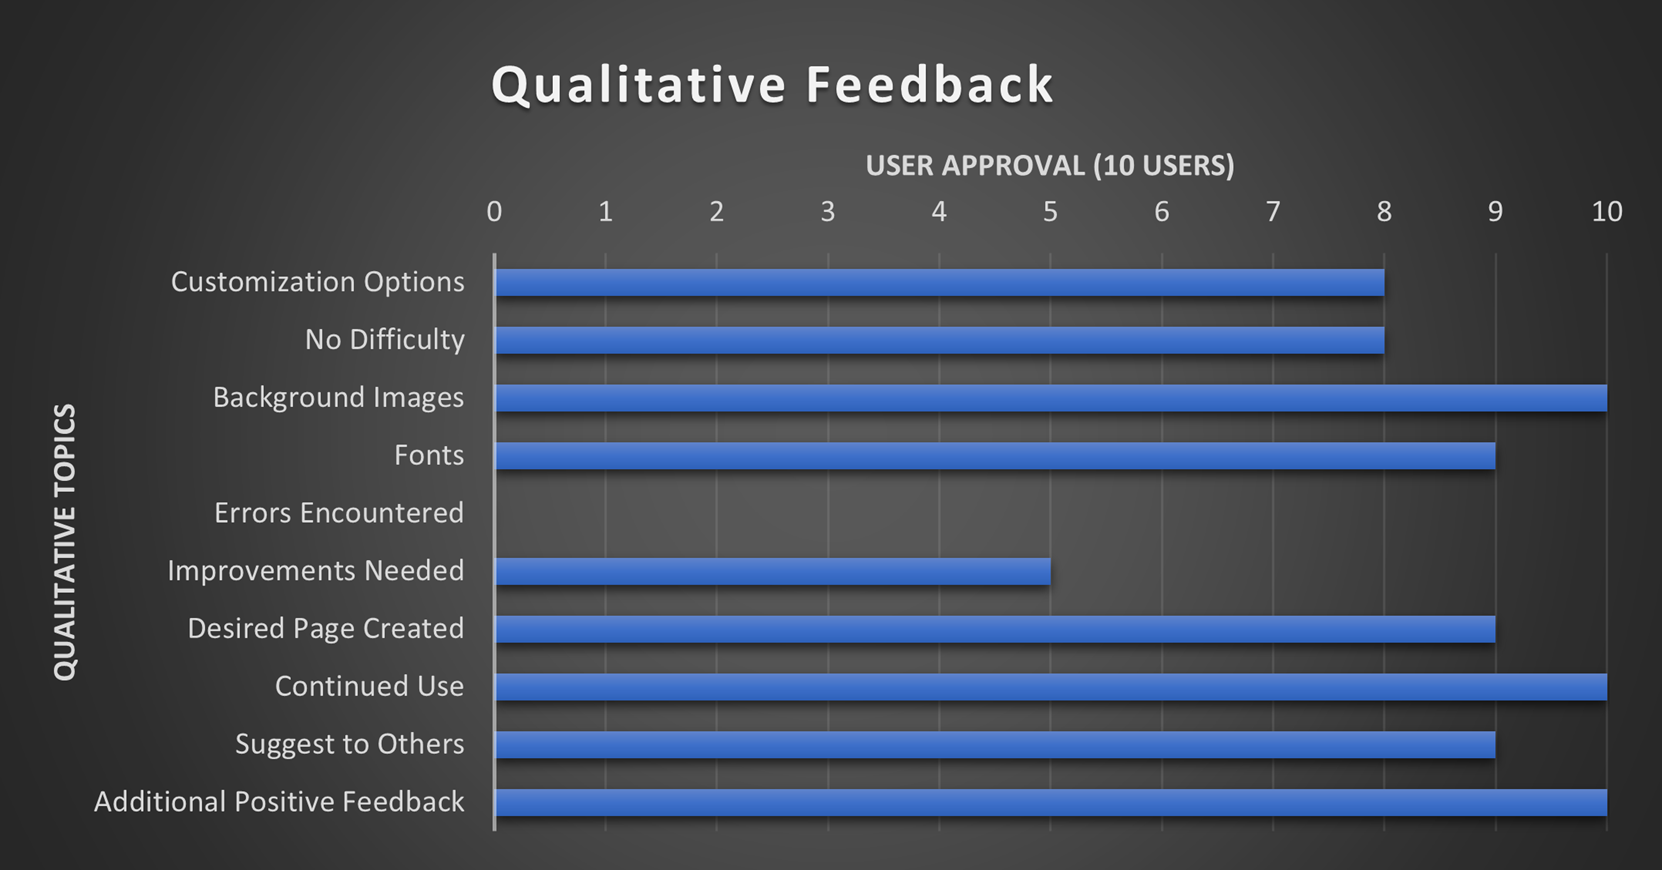 Qualitative Feedback
USER APPROVAL (10 USERS)
0 1 2 3 4 5 6 7 8 9 10
QUALITATIVE TOPICS
Customization Options
No Difficulty
Background Images
Fonts
Errors Encountered
Improvements Needed
Desired Page Created
Continued Use
Suggest to Others
Additional Positive Feedback